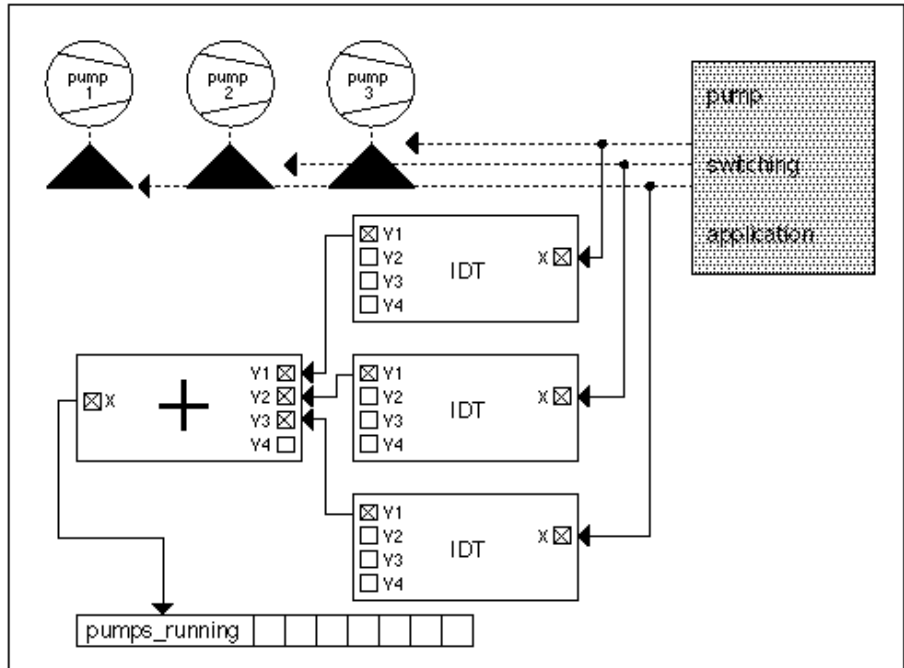 pump
1
pump
2
pump
3
pump
switching
application
Y1
Y2
Y3
Y4
IDT
X
X
+
Y1
Y2
Y3
Y4
Y1
Y2
Y3
Y4
IDT
X
Y1
Y2
Y3
Y4
IDT
X
pumps_running